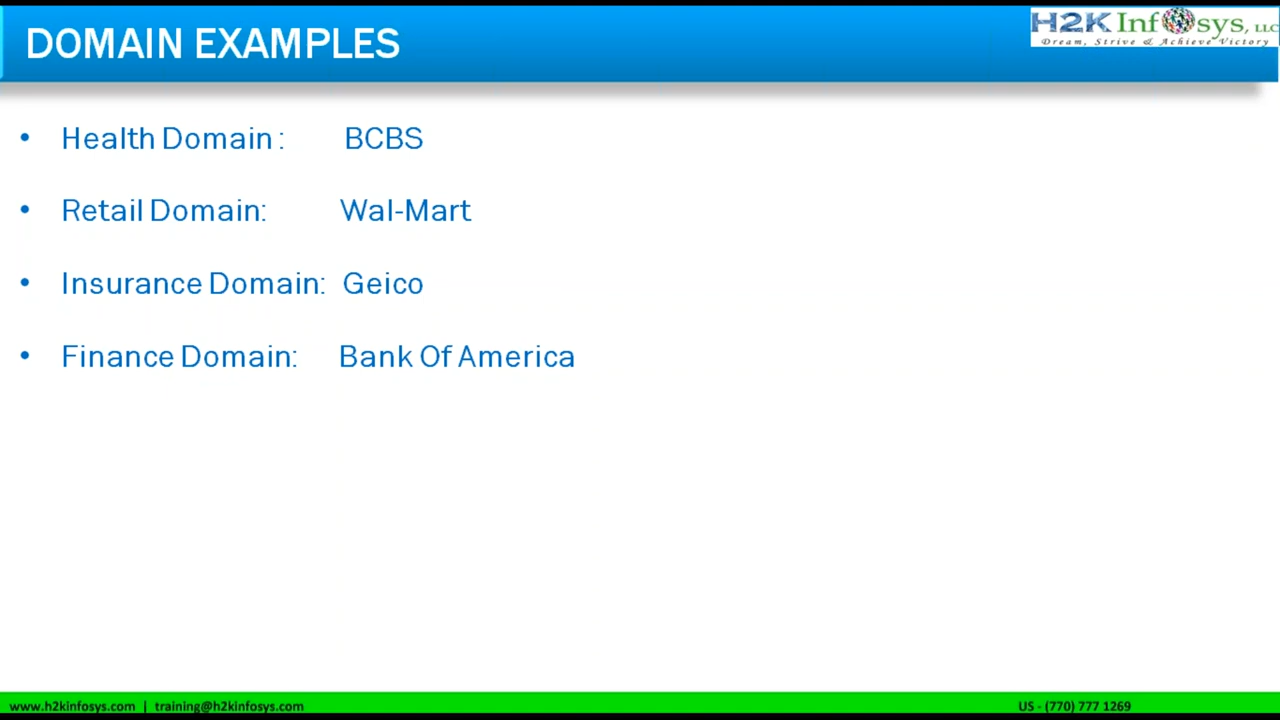 DOMAIN EXAMPLES
H2K Infosys, LLC
Dream, Strive & Achieve Victory
• Health Domain : BCBS
• Retail Domain: Wal-Mart
• Insurance Domain: Geico
• Finance Domain: Bank Of America
www.h2kinfosys.com | training@h2kinfosys.com
US - (770) 777 1269